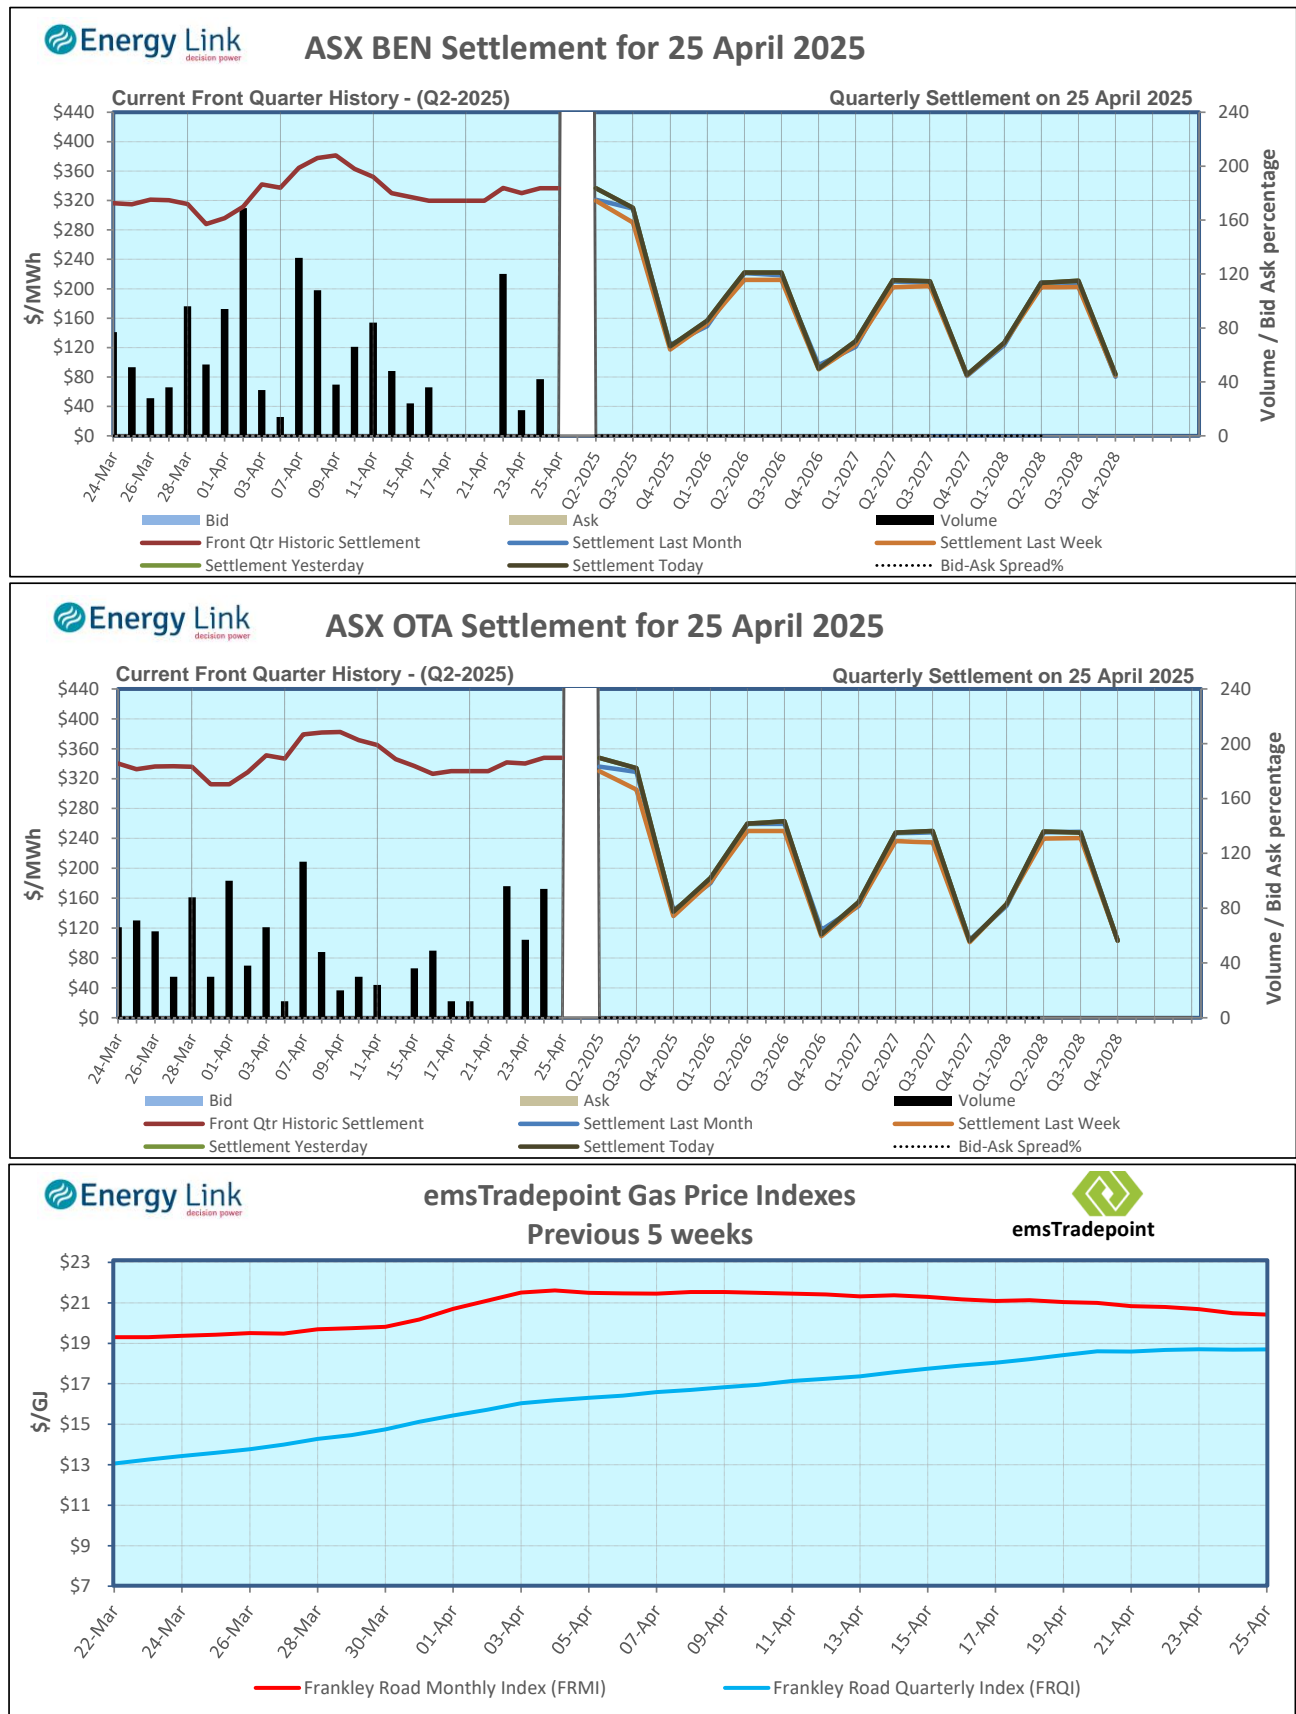 Energy Link
decision power
ASX BEN Settlement for 25 April 2025
Current Front Quarter History - (Q2-2025)
Quarterly Settlement on 25 April 2025
$/MWh
$440
$400
$360
$320
$280
$240
$200
$160
$120
$80
$40
$0
240
200
160
120
80
40
0
Volume / Bid Ask percentage
24-Mar 26-Mar 28-Mar 01-Apr 03-Apr 07-Apr 09-Apr 11-Apr 15-Apr 17-Apr 21-Apr 23-Apr 25-Apr Q2-2025 Q3-2025 Q4-2025 Q1-2026 Q2-2026 Q3-2026 Q4-2026 Q1-2027 Q2-2027 Q3-2027 Q4-2027 Q1-2028 Q2-2028 Q3-2028 Q4-2028
Bid Ask Volume
Front Qtr Historic Settlement Settlement Last Month Settlement Last Week
Settlement Yesterday Settlement Today Bid-Ask Spread%
Energy Link
decision power
ASX OTA Settlement for 25 April 2025
Current Front Quarter History - (Q2-2025)
Quarterly Settlement on 25 April 2025
$/MWh
$440
$400
$360
$320
$280
$240
$200
$160
$120
$80
$40
$0
240
200
160
120
80
40
0
Volume / Bid Ask percentage
24-Mar 26-Mar 28-Mar 01-Apr 03-Apr 07-Apr 09-Apr 11-Apr 15-Apr 17-Apr 21-Apr 23-Apr 25-Apr Q2-2025 Q3-2025 Q4-2025 Q1-2026 Q2-2026 Q3-2026 Q4-2026 Q1-2027 Q2-2027 Q3-2027 Q4-2027 Q1-2028 Q2-2028 Q3-2028 Q4-2028
Bid Ask Volume
Front Qtr Historic Settlement Settlement Last Month Settlement Last Week
Settlement Yesterday Settlement Today Bid-Ask Spread%
Energy Link
decision power
emsTradepoint Gas Price Indexes
Previous 5 weeks
emsTradepoint
$/GJ
$23
$21
$19
$17
$15
$13
$11
$9
$7
22-Mar 24-Mar 26-Mar 28-Mar 30-Mar 01-Apr 03-Apr 05-Apr 07-Apr 09-Apr 11-Apr 13-Apr 15-Apr 17-Apr 19-Apr 21-Apr 23-Apr 25-Apr
Frankley Road Monthly Index (FRMI) Frankley Road Quarterly Index (FRQI)